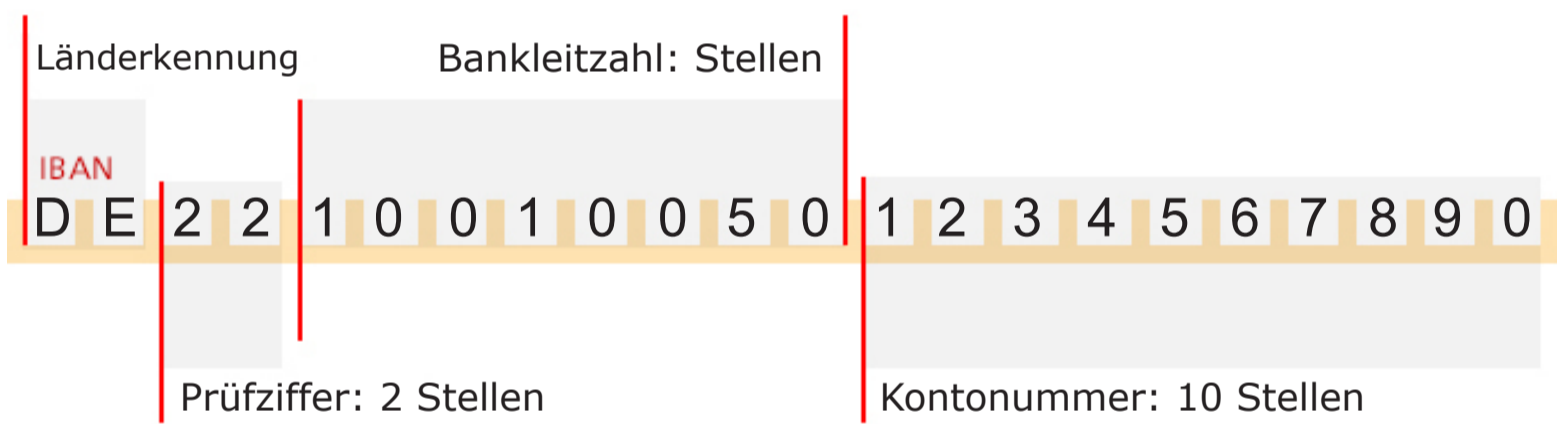 Länderkennung
Bankleitzahl: Stellen
IBAN
D E 2 2 1 0 0 1 0 0 5 0 1 2 3 4 5 6 7 8 9 0
Prüfziffer: 2 Stellen
Kontonummer: 10 Stellen